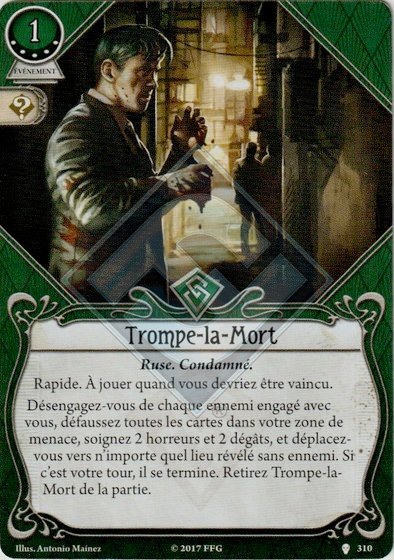 1
ÉVÉNEMENT
?
Trompe-la-Mort
Ruse. Condamné.
Rapide. À jouer quand vous devriez être vaincu.
Désengagez-vous de chaque ennemi engagé avec
vous, défaussez toutes les cartes dans votre zone de
menace, soignez 2 horreurs et 2 dégâts, et déplacez-
vous vers n'importe quel lieu révélé sans ennemi. Si
c'est votre tour, il se termine. Retirez Trompe-la-
Mort de la partie.
Illus. Antonio Maínez © 2017 FFG 310